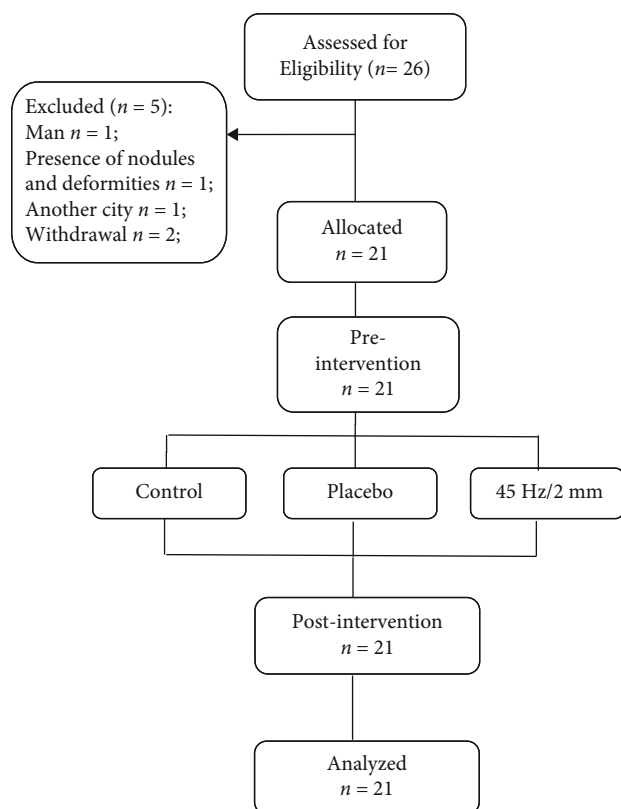 Assessed for
Eligibility (n= 26)
Excluded (n = 5):
Man n = 1;
Presence of nodules
and deformities n = 1;
Another city n = 1;
Withdrawal n = 2;
Allocated
n = 21
Pre-
intervention
n = 21
Control
Placebo
45 Hz/2 mm
Post-intervention
n = 21
Analyzed
n = 21